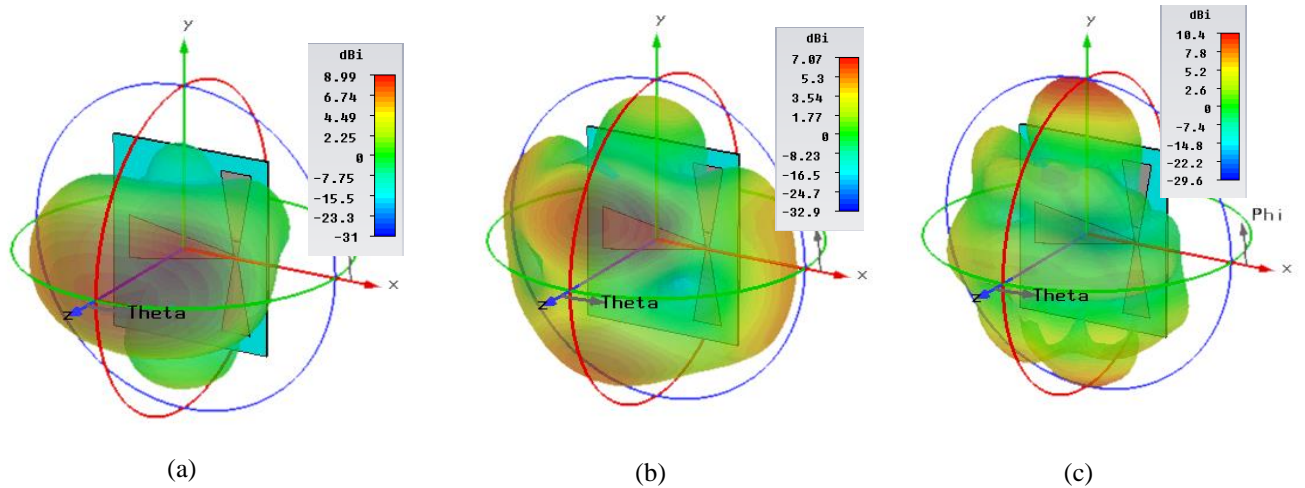 y
dBi
8.99
6.74
4.49
2.25
0
-7.75
-15.5
-23.3
-31
x
z
Theta
(a)
y
dBi
7.07
5.3
3.54
1.77
0
-8.23
-16.5
-24.7
-32.9
x
z
Theta
(b)
y
dBi
10.4
7.8
5.2
2.6
0
-7.4
-14.8
-22.2
-29.6
Phi
x
z
Theta
(c)